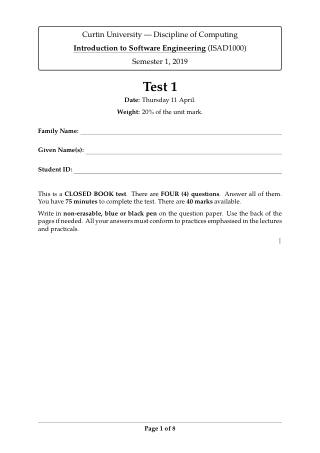 Curtin University — Discipline of Computing
Introduction to Software Engineering (ISAD1000)
Semester 1, 2019
Test 1
Date: Thursday 11 April.
Weight: 20% of the unit mark.
Family Name:
Given Name(s):
Student ID:
This is a CLOSED BOOK test. There are FOUR (4) questions. Answer all of them.
You have 75 minutes to complete the test. There are 40 marks available.
Write in non-erasable, blue or black pen on the question paper. Use the back of the
pages if needed. All your answers must conform to practices emphasised in the lectures
and practicals.
Page 1 of 8